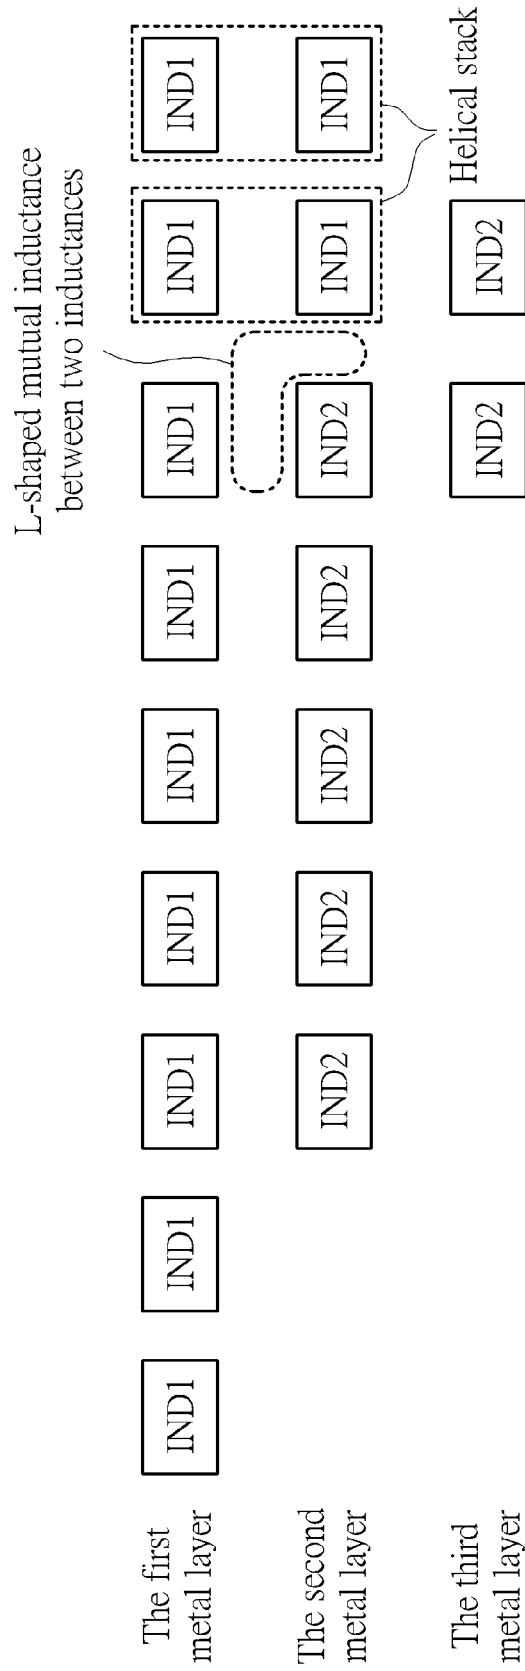 L-shaped mutual inductance
between two inductances
The first
metal layer
IND1 IND1 IND1 IND1 IND1 IND1 IND1 IND1 IND1
The second
metal layer
IND2 IND2 IND2 IND2 IND2 IND1 IND1
Helical stack
The third
metal layer
IND2 IND2